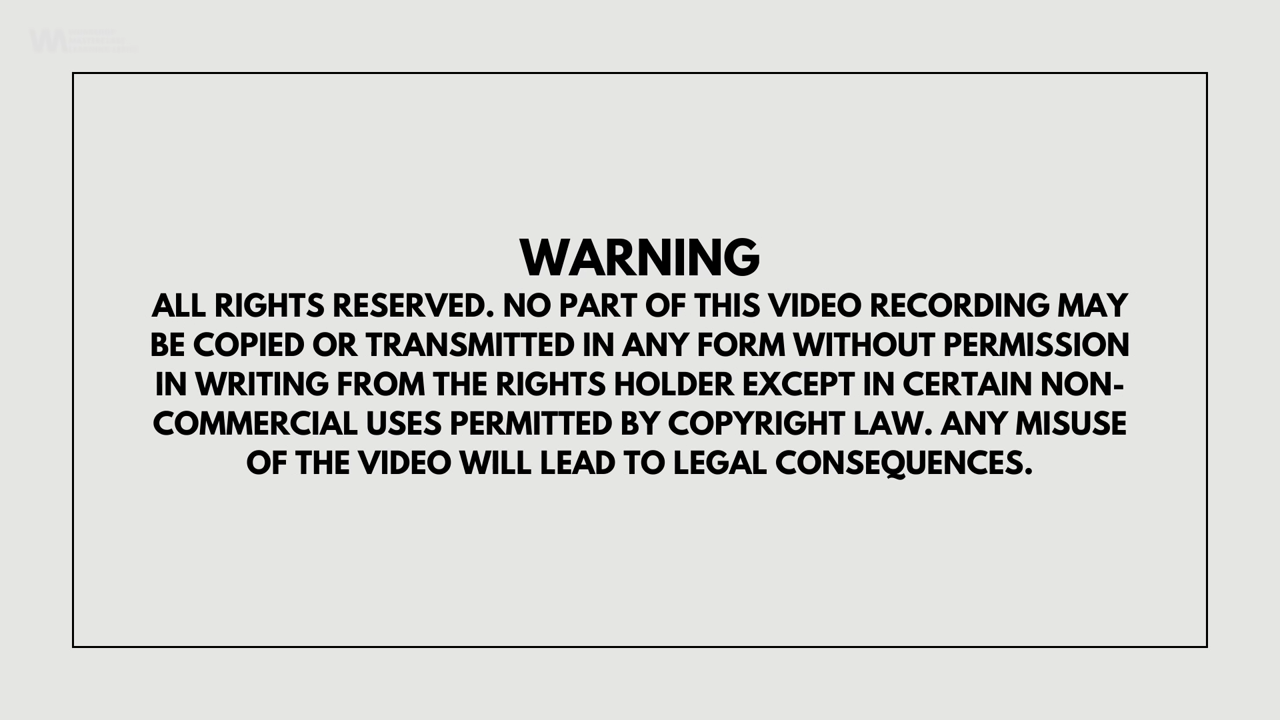 WARNING
ALL RIGHTS RESERVED. NO PART OF THIS VIDEO RECORDING MAY
BE COPIED OR TRANSMITTED IN ANY FORM WITHOUT PERMISSION
IN WRITING FROM THE RIGHTS HOLDER EXCEPT IN CERTAIN NON-
COMMERCIAL USES PERMITTED BY COPYRIGHT LAW. ANY MISUSE
OF THE VIDEO WILL LEAD TO LEGAL CONSEQUENCES.